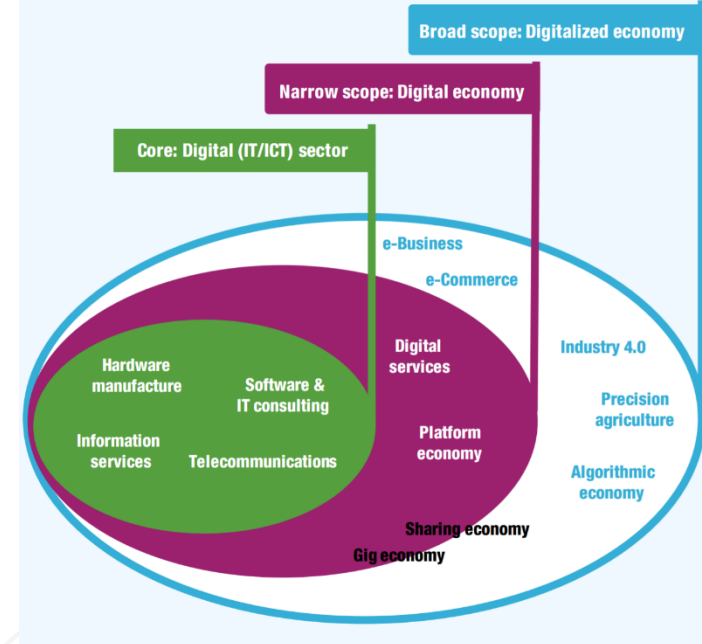 Broad scope: Digitalized economy
Narrow scope: Digital economy
Core: Digital (IT/ICT) sector
e-Business
e-Commerce
Digital
services
Industry 4.0
Hardware
manufacture
Software &
IT consulting
Precision
agriculture
Platform
economy
Information
services
Telecommunications
Algorithmic
economy
Sharing economy
Gig economy